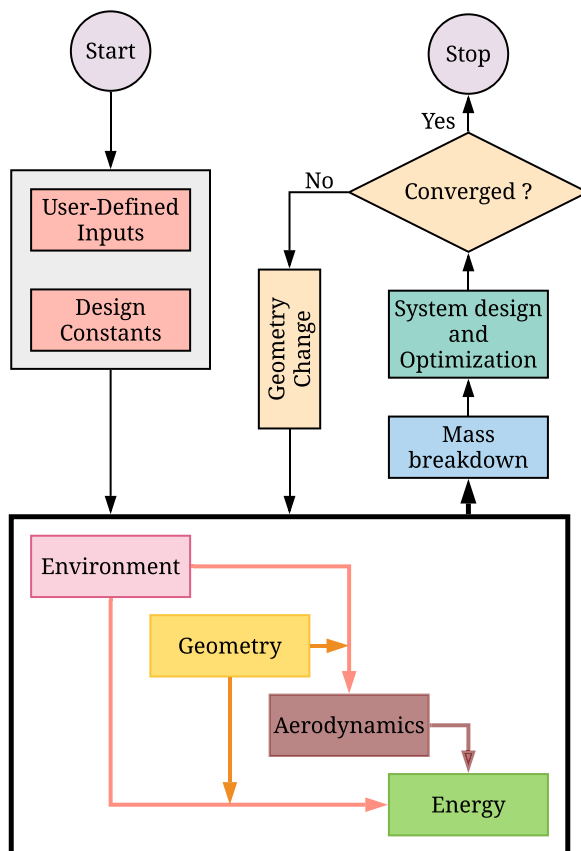 Start
Stop
Yes
No
Converged ?
User-Defined
Inputs
Design
Constants
Geometry
Change
System design
and
Optimization
Mass
breakdown
Environment
Geometry
Aerodynamics
Energy